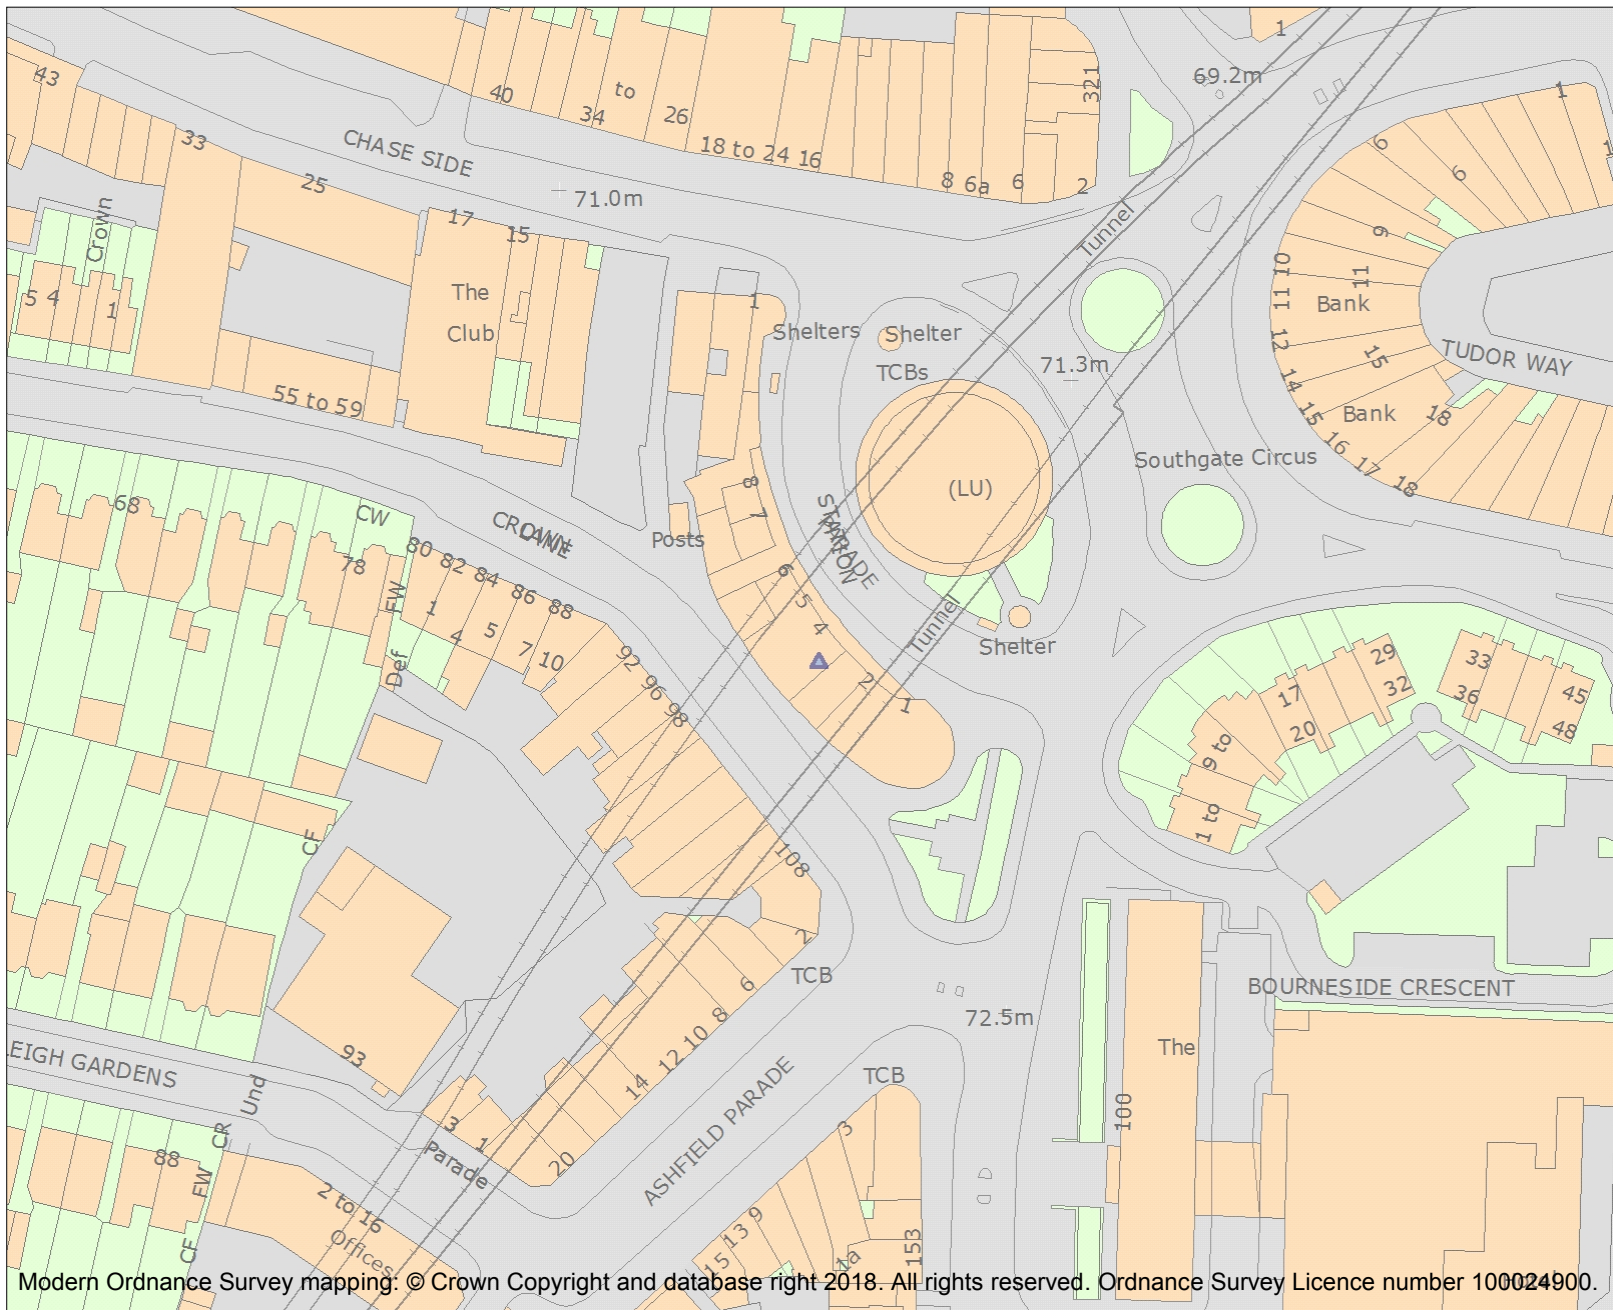 1
43
40
to
34
26
321
69.2m
1
1
33
CHASE SIDE
18 to 24 16
8 6a 6 2
6
6
25
71.0m
Crown
17
15
Tunnel
9
10
11
11
Bank
5 4
1
The
Club
1
Shelters
Shelter
TCBs
71.3m
12
14
15
15
TUDOR WAY
55 to 59
Bank
18
16
17
18
Southgate Circus
68
CW
CROWN
LANE
8
7
STATION
PARADE
(LU)
Posts
78
80 82 84 86 88
FW
1
4
5
7 10
6
5
4
Tunnel
Shelter
Def
92
96
98
2
1
17
20
29
32
33
36
45
48
9 to
1 to
CF
108
2
TCB
6
8
10
12
14
72.5m
BOURNESIDE CRESCENT
93
LEIGH GARDENS
Und
CR
The
TCB
100
ASHFIELD PARADE
3
1
Parade
20
3
88
FW
2 to 16
Offices
CF
9
13
15
1a
153
Hotel
Modern Ordnance Survey mapping: © Crown Copyright and database right 2018. All rights reserved. Ordnance Survey Licence number 100024900.